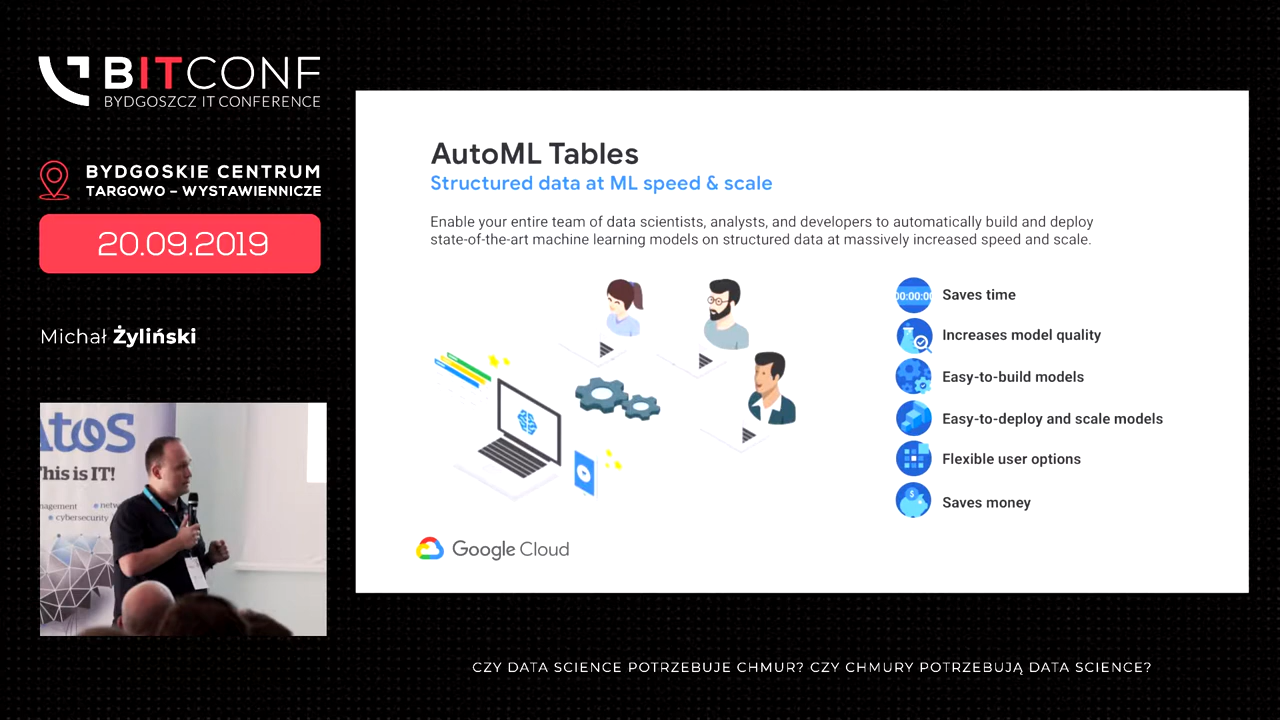 BITCONF
BYDGOSZCZ IT CONFERENCE
BYDGOSKIE CENTRUM
TARGOWO – WYSTAWIENNICZE
20.09.2019
Michał Żyliński
This is IT!
cybersecurity
AutoML Tables
Structured data at ML speed & scale
Enable your entire team of data scientists, analysts, and developers to automatically build and deploy
state-of-the-art machine learning models on structured data at massively increased speed and scale.
Saves time
Increases model quality
Easy-to-build models
Easy-to-deploy and scale models
Flexible user options
Saves money
Google Cloud
CZY DATA SCIENCE POTRZEBUJE CHMUR? CZY CHMURY POTRZEBUJĄ DATA SCIENCE?